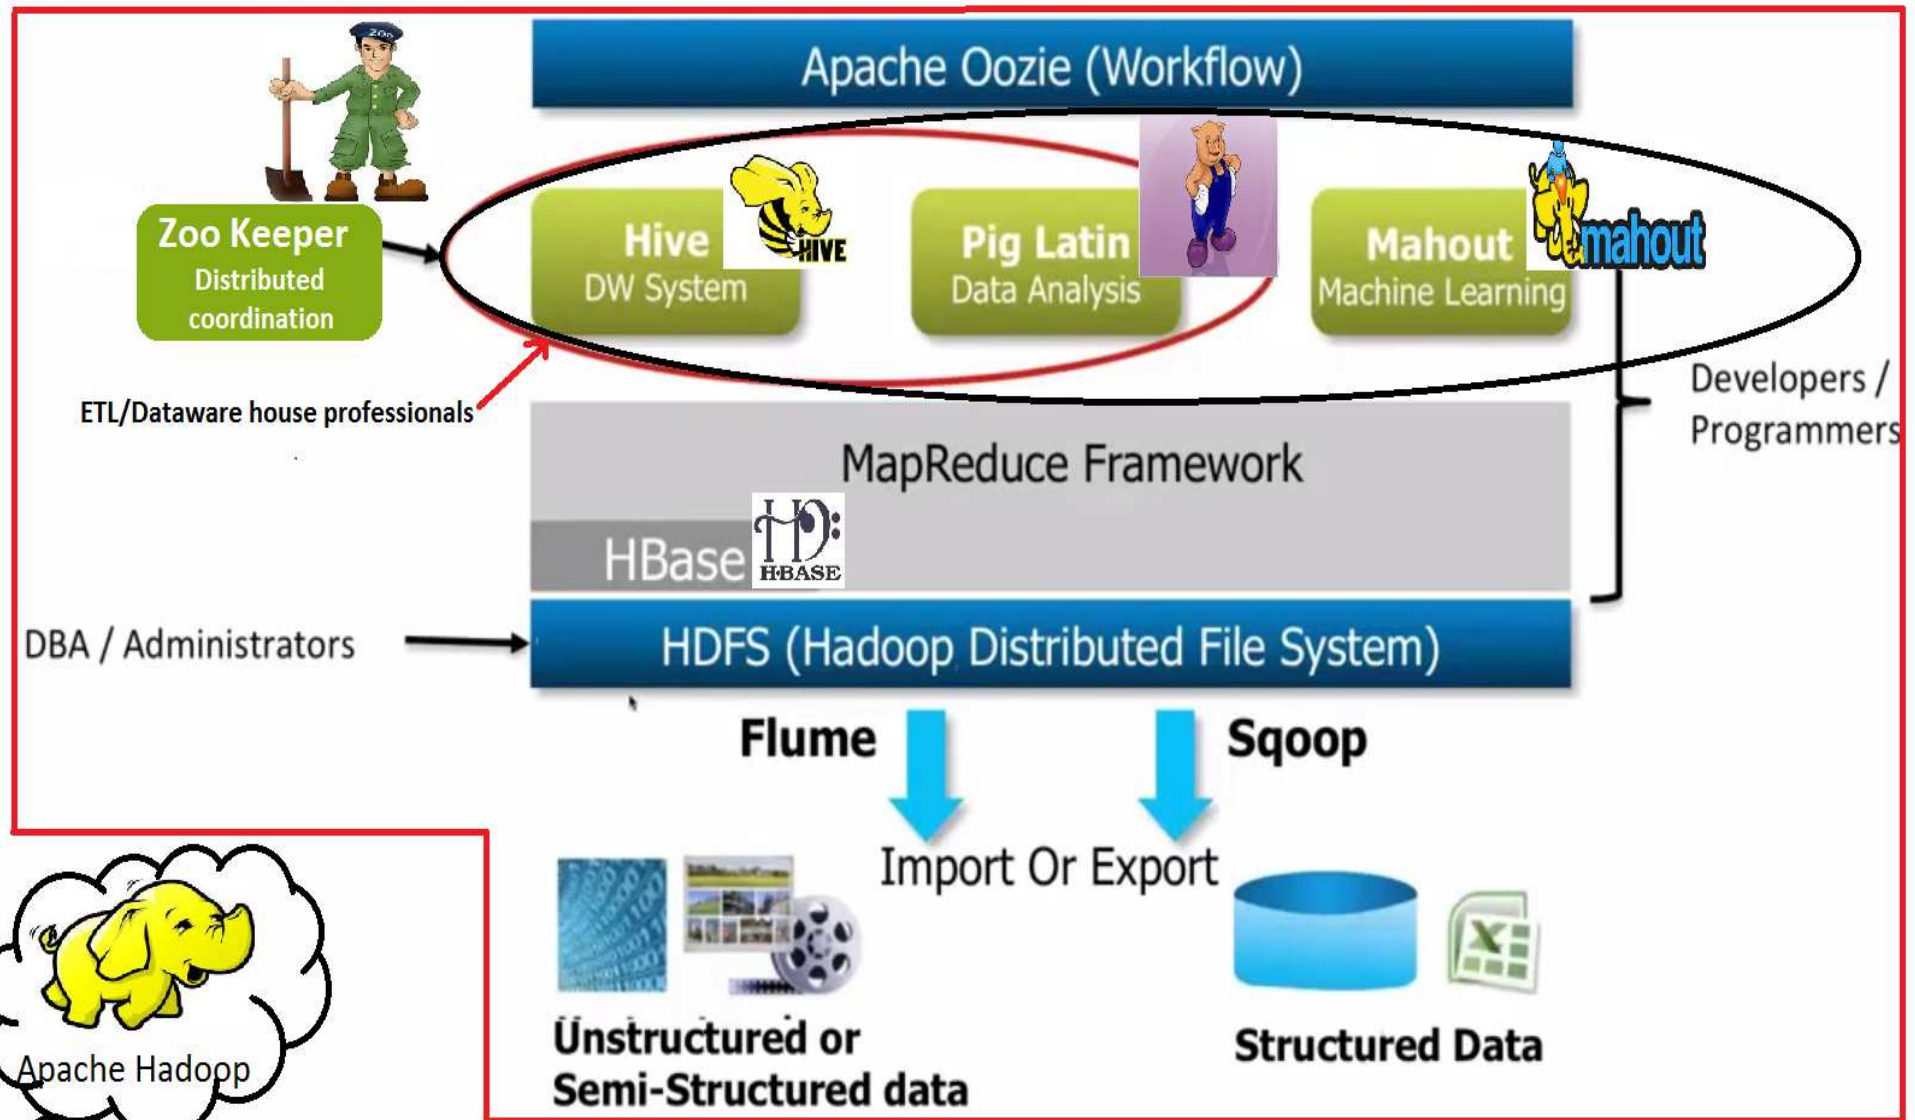 Apache Oozie (Workflow)
ZOO
Zoo Keeper
Distributed
coordination
Hive
DW System
HIVE
Pig Latin
Data Analysis
Mahout
Machine Learning
mahout
ETL/Dataware house professionals
Developers /
Programmers
MapReduce Framework
HBase
H·BASE
DBA / Administrators
HDFS (Hadoop Distributed File System)
Flume
Sqoop
Import Or Export
Unstructured or
Semi-Structured data
Structured Data
Apache Hadoop